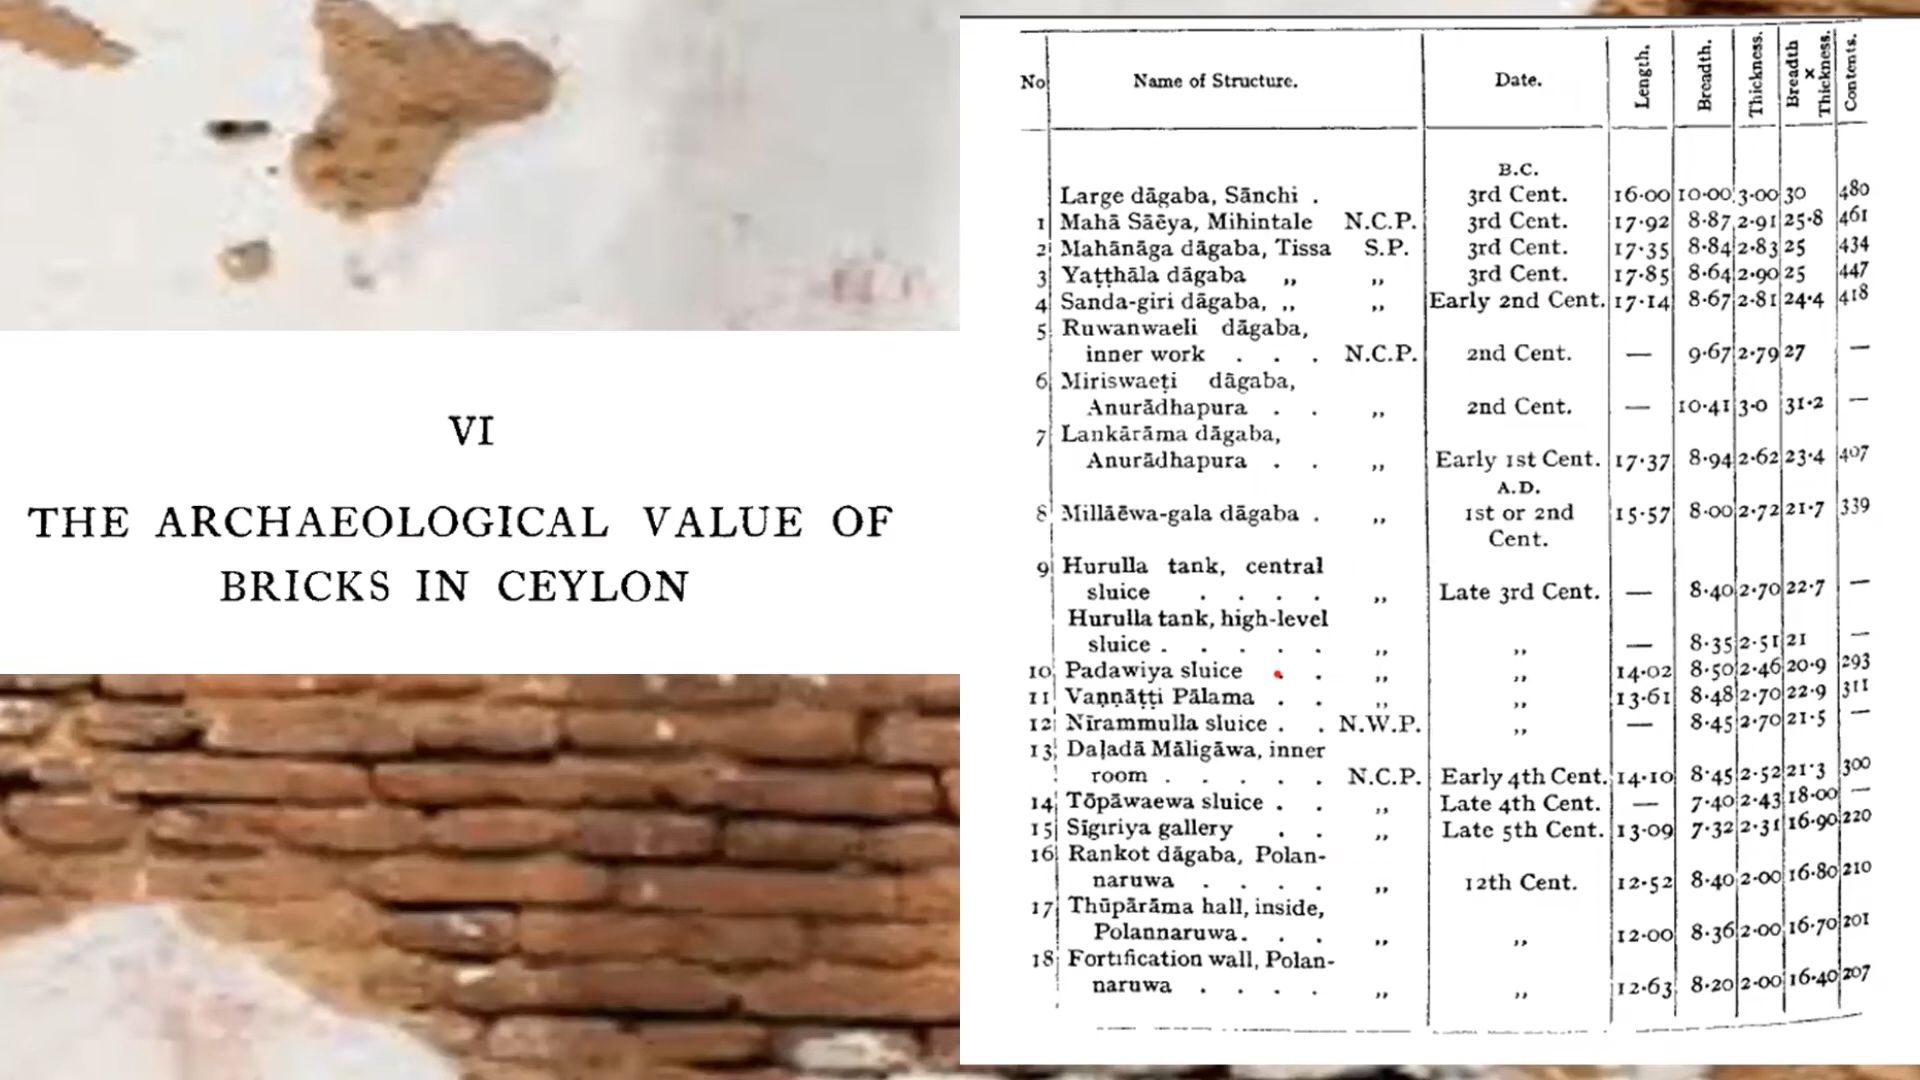 VI
THE ARCHAEOLOGICAL VALUE OF
BRICKS IN CEYLON
No Name of Structure. Date. Length. Breadth. Thickness. Breadth × Thickness. Contents.
B.C.
Large dāgaba, Sānchi . 3rd Cent. 16·00 10·00 3·00 30 480
1 Mahā Sāëya, Mihintale N.C.P. 3rd Cent. 17·92 8·87 2·91 25·8 461
2 Mahānāga dāgaba, Tissa S.P. 3rd Cent. 17·35 8·84 2·83 25 434
3 Yaṭṭhāla dāgaba ,, ,, 3rd Cent. 17·85 8·64 2·90 25 447
4 Sanda-giri dāgaba, ,, ,, Early 2nd Cent. 17·14 8·67 2·81 24·4 418
5 Ruwanwaeli dāgaba,
inner work . . . N.C.P. 2nd Cent. — 9·67 2·79 27 —
6 Miriswaeṭi dāgaba,
Anurādhapura . . ,, 2nd Cent. — 10·41 3·0 31·2 —
7 Lankārāma dāgaba,
Anurādhapura . . ,, Early 1st Cent. 17·37 8·94 2·62 23·4 407
A.D.
8 Millāëwa-gala dāgaba . ,, 1st or 2nd 15·57 8·00 2·72 21·7 339
Cent.
9 Hurulla tank, central
sluice . . . . ,, Late 3rd Cent. — 8·40 2·70 22·7 —
Hurulla tank, high-level
sluice . . . . . ,, ,, — 8·35 2·51 21 —
10 Padawiya sluice . . ,, ,, 14·02 8·50 2·46 20·9 293
11 Vaṇṇāṭṭi Pālama . . ,, ,, 13·61 8·48 2·70 22·9 311
12 Nīrammulla sluice . . N.W.P. ,, — 8·45 2·70 21·5 —
13 Daḷadā Māligāwa, inner
room . . . . . N.C.P. Early 4th Cent. 14·10 8·45 2·52 21·3 300
14 Tōpāwaewa sluice . . ,, Late 4th Cent. — 7·40 2·43 18·00 —
15 Sīgiriya gallery . . ,, Late 5th Cent. 13·09 7·32 2·31 16·90 220
16 Rankot dāgaba, Polan-
naruwa . . . . ,, 12th Cent. 12·52 8·40 2·00 16·80 210
17 Thūpārāma hall, inside,
Polannaruwa . . . ,, ,, 12·00 8·36 2·00 16·70 201
18 Fortification wall, Polan-
naruwa . . . . ,, ,, 12·63 8·20 2·00 16·40 207